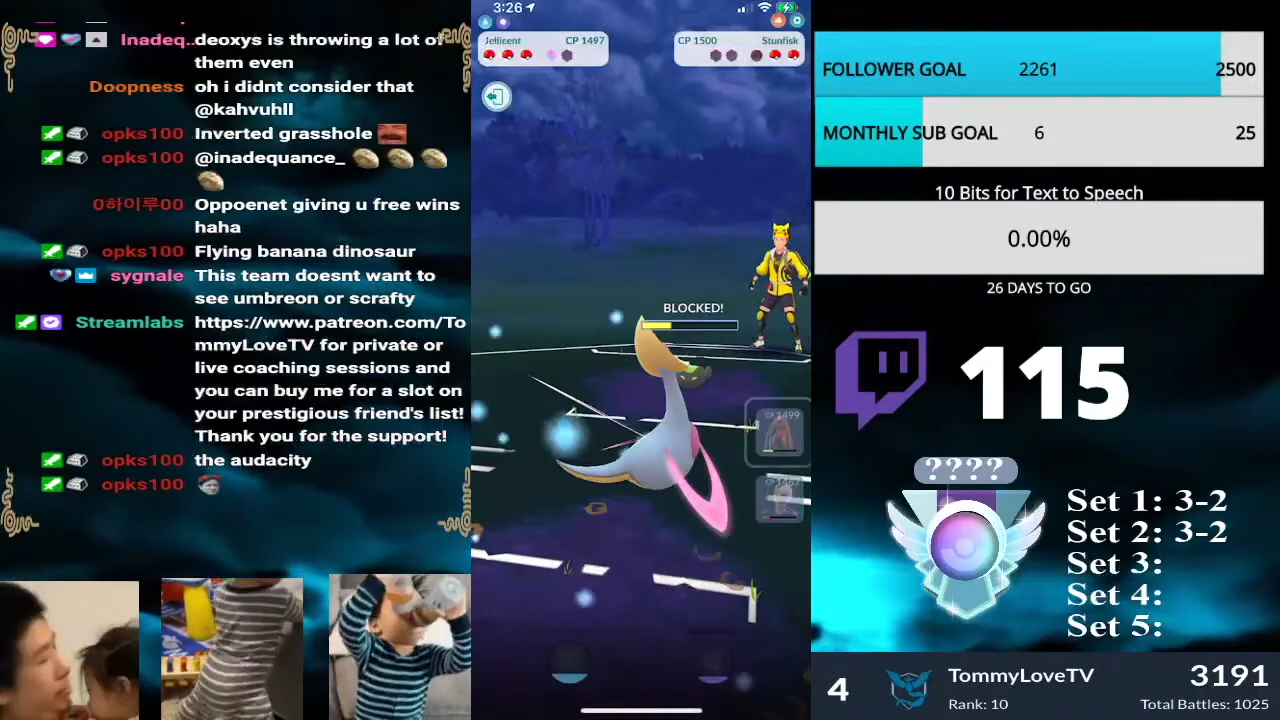 Inadeq..deoxys is throwing a lot of
them even
Doopness oh i didnt consider that
@kahvuhll
opks100 Inverted grasshole
opks100 @inadequance_
0하이루00 Oppoenet giving u free wins
haha
opks100 Flying banana dinosaur
sygnale This team doesnt want to
see umbreon or scrafty
Streamlabs https://www.patreon.com/To
mmyLoveTV for private or
live coaching sessions and
you can buy me for a slot on
your prestigious friend's list!
Thank you for the support!
opks100 the audacity
opks100
3:26
Jellicent CP 1497
CP 1500 Stunfisk
BLOCKED!
CP 1499
FOLLOWER GOAL 2261 2500
MONTHLY SUB GOAL 6 25
10 Bits for Text to Speech
0.00%
26 DAYS TO GO
115
????
Set 1: 3-2
Set 2: 3-2
Set 3:
Set 4:
Set 5:
4 TommyLoveTV 3191
Rank: 10 Total Battles: 1025